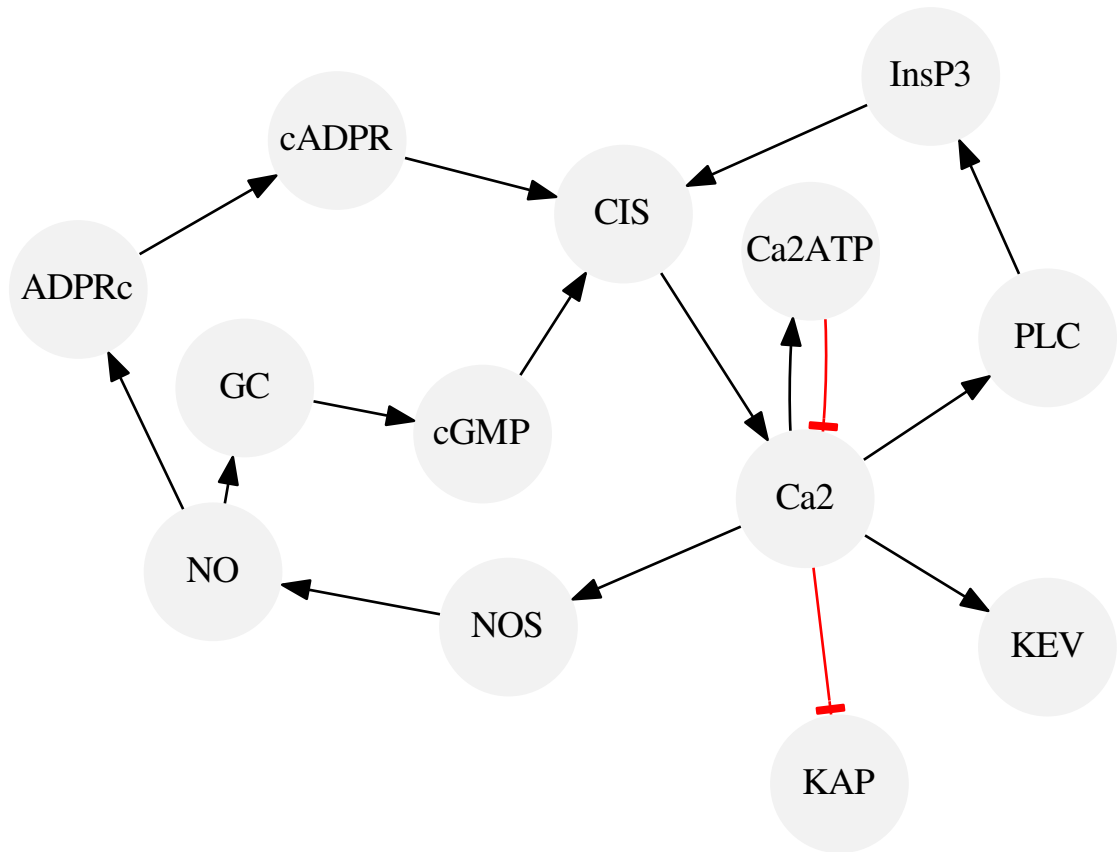 InsP3
cADPR
CIS
Ca2ATP
ADPRc
PLC
GC
cGMP
Ca2
NO
NOS
KEV
KAP